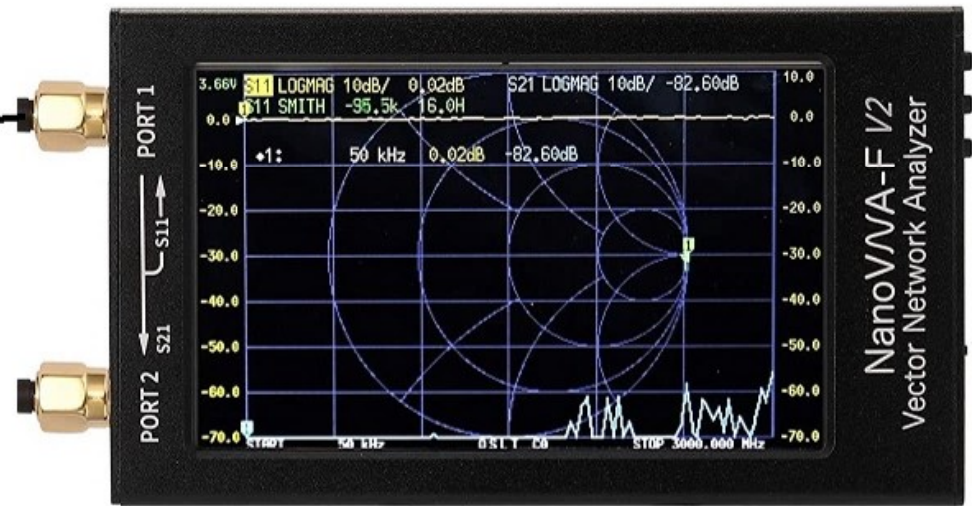 3.66V S11 LOGMAG 10dB/ 0.02dB S21 LOGMAG 10dB/ -82.60dB 10.0
1 S11 SMITH -95.5k 16.0H
0.0 0.0
◆1: 50 kHz 0.02dB -82.60dB
-10.0 -10.0
-20.0 -20.0
1
-30.0 -30.0
-40.0 -40.0
-50.0 -50.0
-60.0 -60.0
-70.0 -70.0
START 50 kHz OSLT C0 STOP 3000.000 MHz
PORT 1
S11
S21
PORT 2
NanoVNA-F V2
Vector Network Analyzer